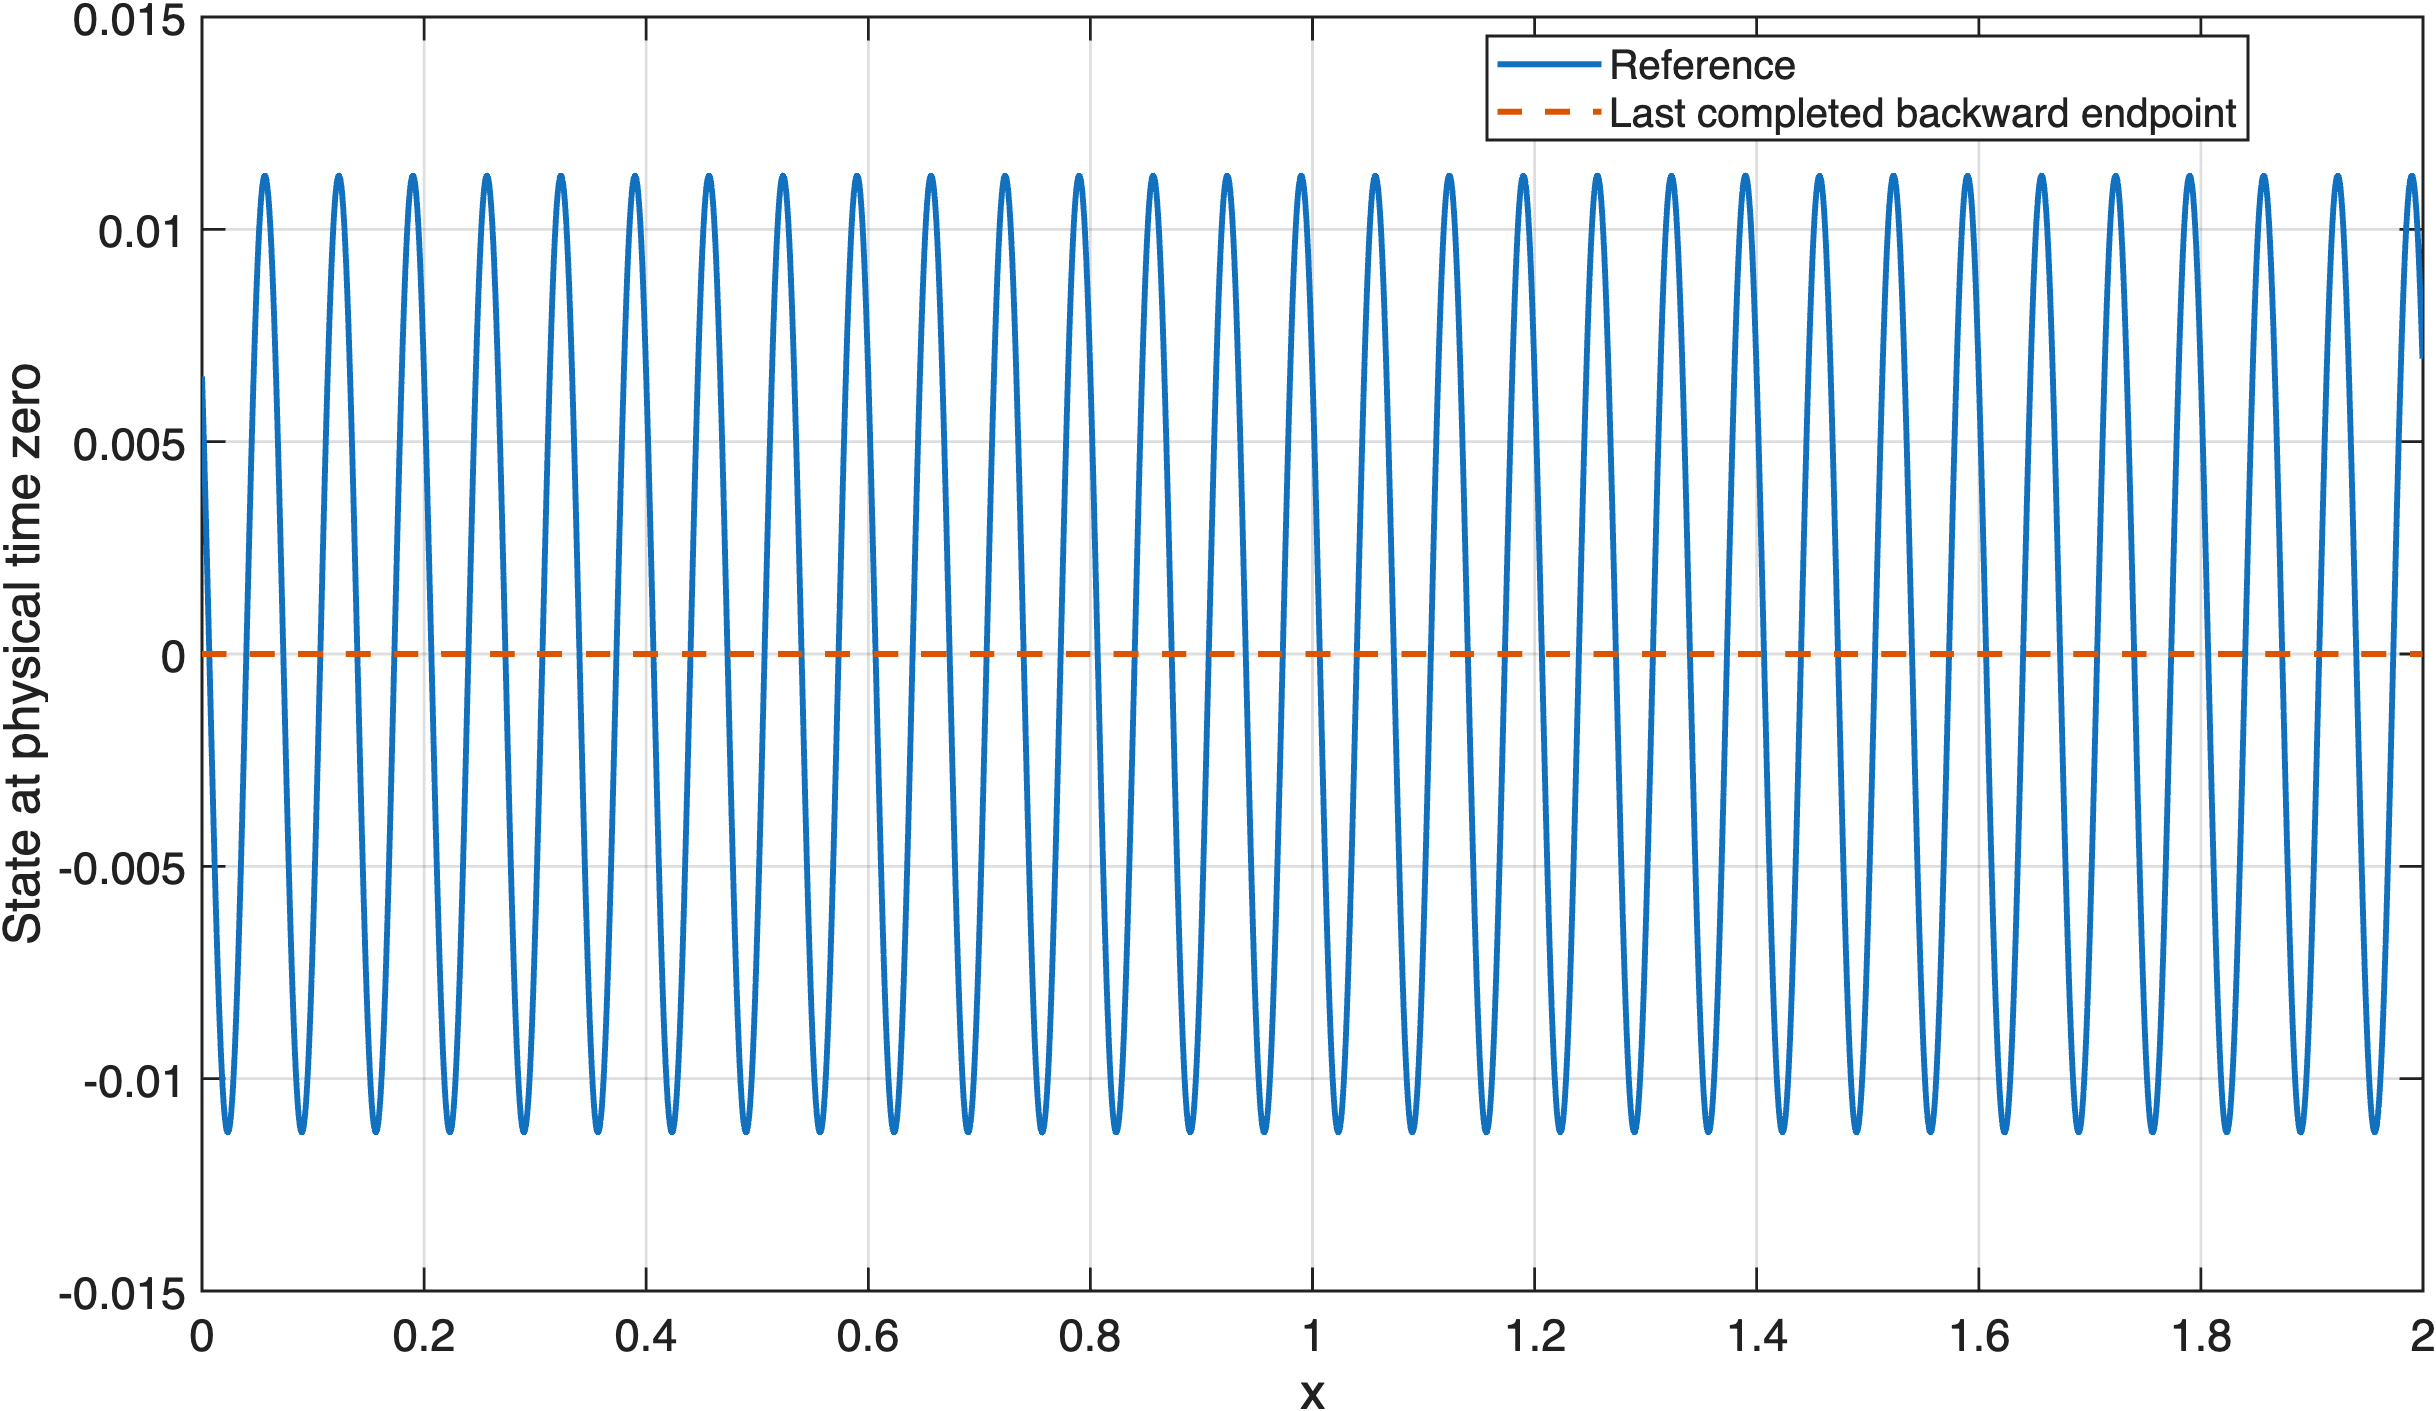 0.015
0.01
0.005
0
-0.005
-0.01
-0.015
State at physical time zero
Reference
Last completed backward endpoint
0 0.2 0.4 0.6 0.8 1 1.2 1.4 1.6 1.8 2
x